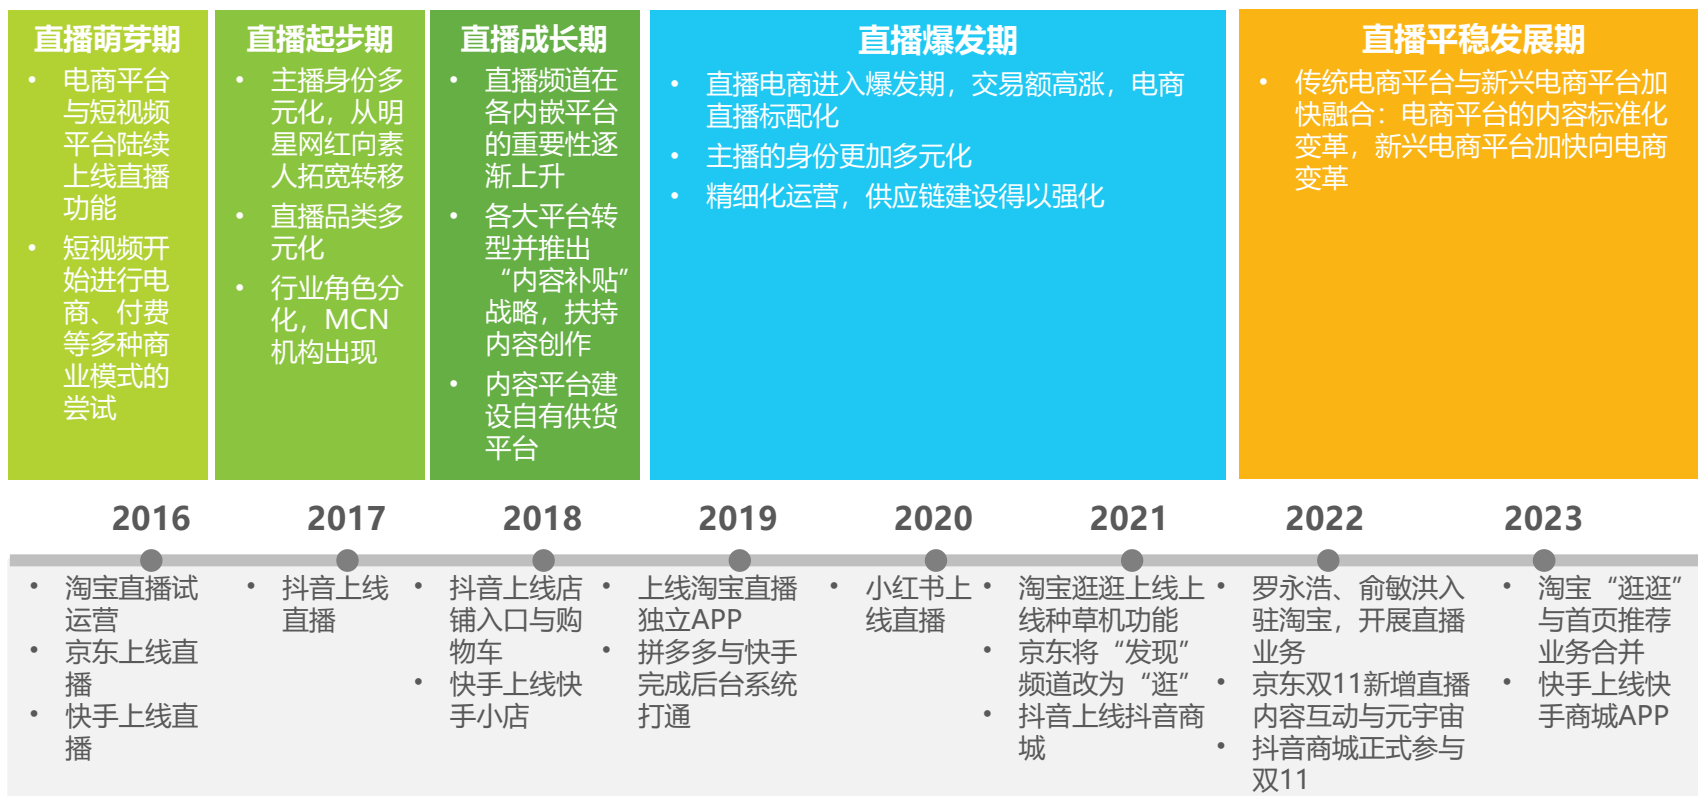 直播萌芽期
• 电商平台
与短视频
平台陆续
上线直播
功能
• 短视频开
始进行电
商、付费
等多种商
业模式的
尝试
直播起步期
• 主播身份多
元化，从明
星网红向素
人拓宽转移
• 直播品类多
元化
• 行业角色分
化，MCN
机构出现
直播成长期
• 直播频道在
各内嵌平台
的重要性逐
渐上升
• 各大平台转
型并推出
“内容补贴”
战略，扶持
内容创作
• 内容平台建
设自有供货
平台
直播爆发期
• 直播电商进入爆发期，交易额高涨，电商
直播标配化
• 主播的身份更加多元化
• 精细化运营，供应链建设得以强化
直播平稳发展期
• 传统电商平台与新兴电商平台加
快融合：电商平台的内容标准化
变革，新兴电商平台加快向电商
变革
2016
2017
2018
2019
2020
2021
2022
2023
• 淘宝直播试
运营
• 京东上线直
播
• 快手上线直
播
• 抖音上线
直播
• 抖音上线店
铺入口与购
物车
• 快手上线快
手小店
• 上线淘宝直播
独立APP
• 拼多多与快手
完成后台系统
打通
• 小红书上
线直播
• 淘宝逛逛上线上
线种草机功能
• 京东将“发现”
频道改为“逛”
• 抖音上线抖音商
城
• 罗永浩、俞敏洪入
驻淘宝，开展直播
业务
• 京东双11新增直播
内容互动与元宇宙
• 抖音商城正式参与
双11
• 淘宝“逛逛”
与首页推荐
业务合并
• 快手上线快
手商城APP